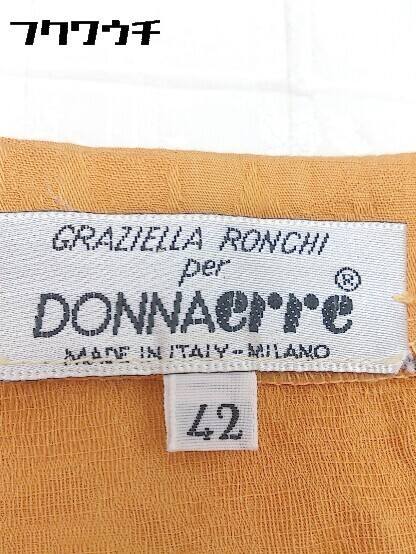 フクワウチ
GRAZIELLA RONCHI
per
DONNAerre®
MADE IN ITALY - MILANO
42